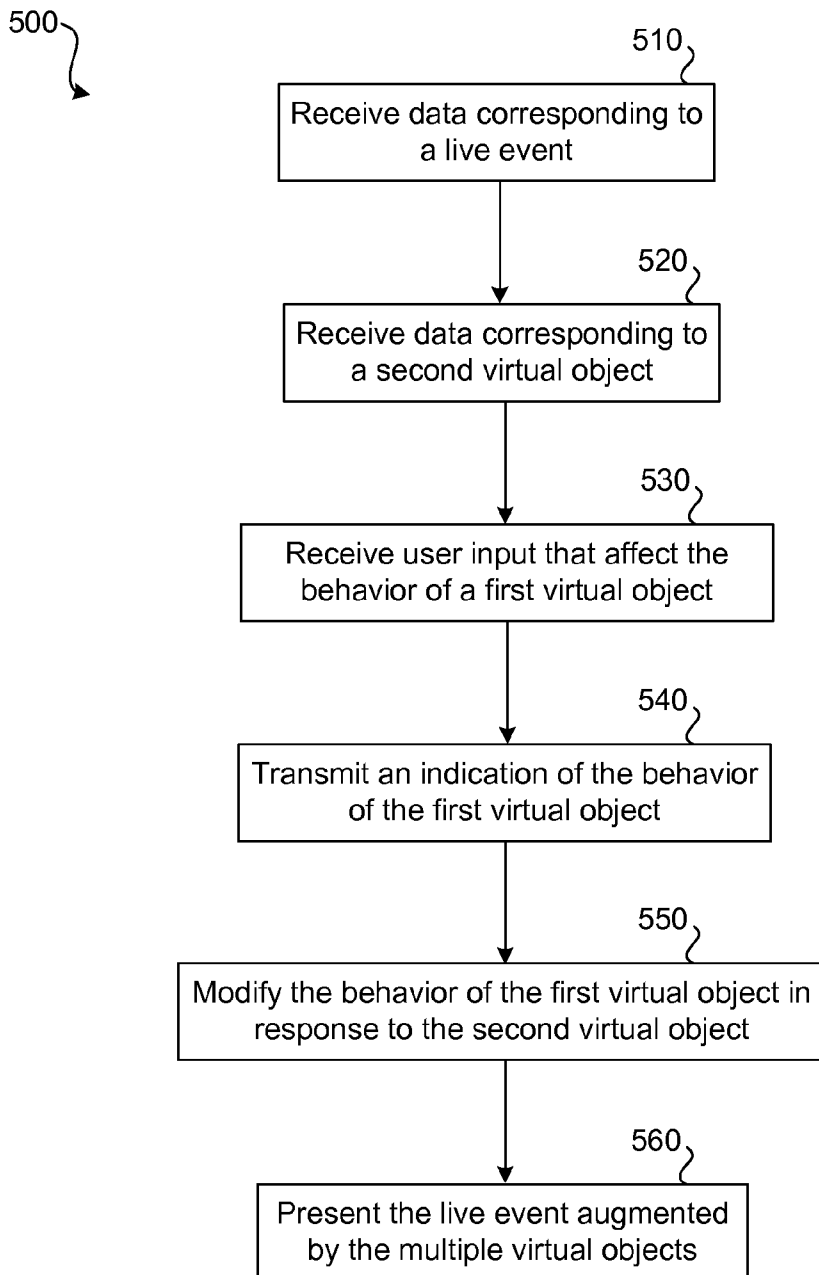 500
510
Receive data corresponding to
a live event
520
Receive data corresponding to
a second virtual object
530
Receive user input that affect the
behavior of a first virtual object
540
Transmit an indication of the behavior
of the first virtual object
550
Modify the behavior of the first virtual object in
response to the second virtual object
560
Present the live event augmented
by the multiple virtual objects